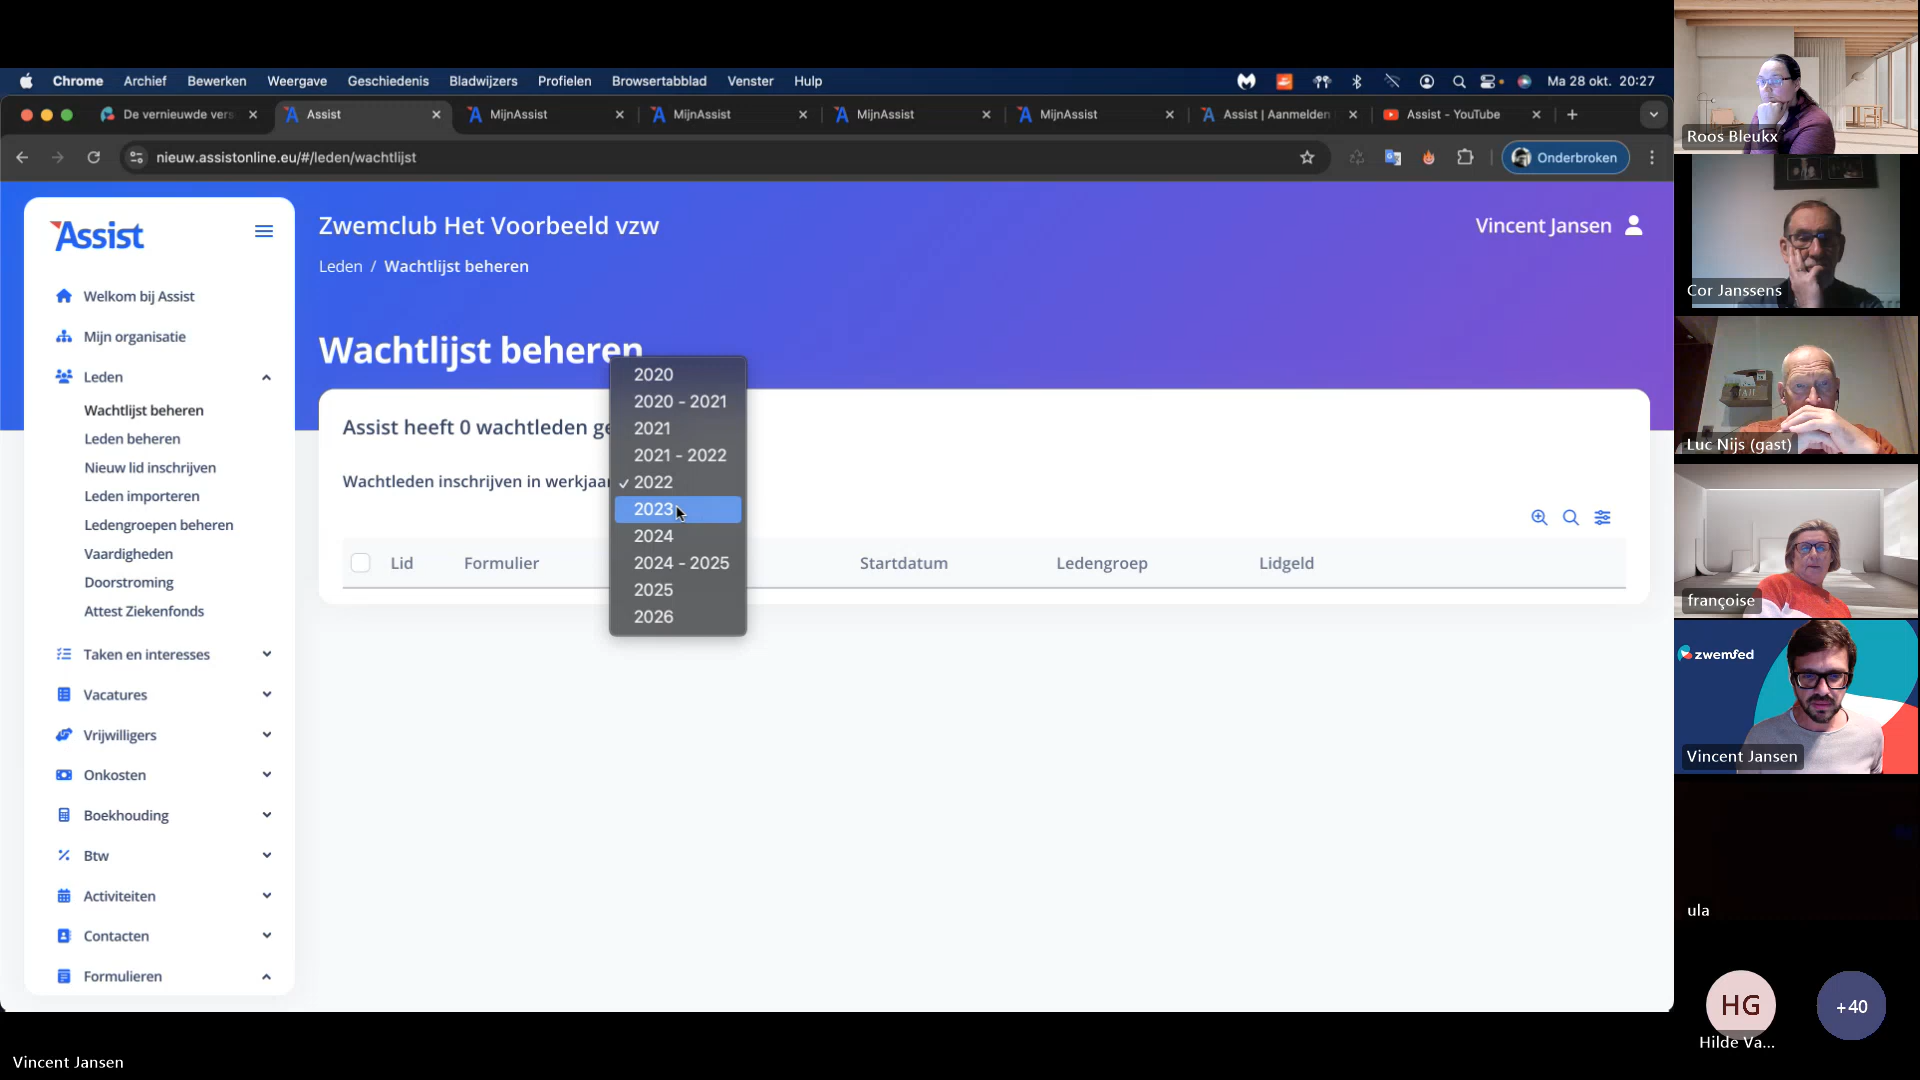 Chrome Archief Bewerken Weergave Geschiedenis Bladwijzers Profielen Browsertabblad Venster Hulp Ma 28 okt. 20:27
De vernieuwde vers Assist MijnAssist MijnAssist MijnAssist MijnAssist Assist | Aanmelden Assist - YouTube
nieuw.assistonline.eu/#/leden/wachtlijst Onderbroken
Assist
Zwemclub Het Voorbeeld vzw
Vincent Jansen
Leden / Wachtlijst beheren
Welkom bij Assist
Mijn organisatie
Leden
Wachtlijst beheren
Leden beheren
Nieuw lid inschrijven
Leden importeren
Ledengroepen beheren
Vaardigheden
Doorstroming
Attest Ziekenfonds
Taken en interesses
Vacatures
Vrijwilligers
Onkosten
Boekhouding
Btw
Activiteiten
Contacten
Formulieren
Wachtlijst beheren
Assist heeft 0 wachtleden ge
Wachtleden inschrijven in werkjaar
2020
2020 - 2021
2021
2021 - 2022
✓ 2022
2023
2024
2024 - 2025
2025
2026
Lid Formulier Startdatum Ledengroep Lidgeld
Roos Bleukx
Cor Janssens
Luc Nijs (gast)
françoise
zwemfed
Vincent Jansen
ula
HG
Hilde Va...
+40
Vincent Jansen